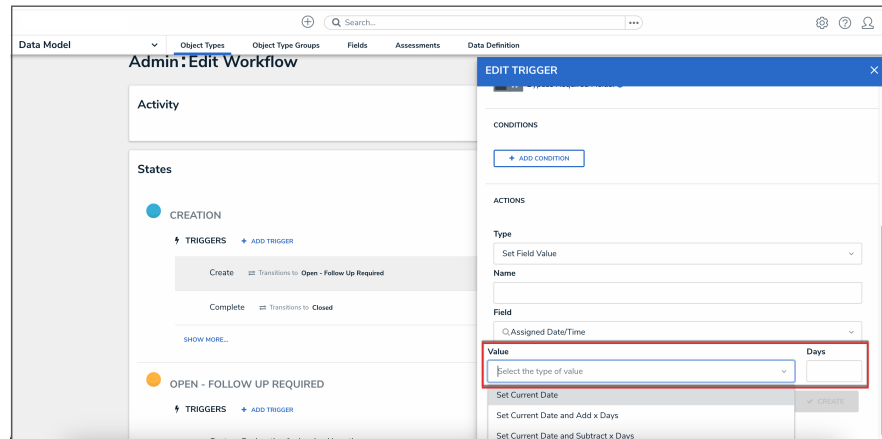 Search...
Data Model
Object Types
Object Type Groups
Fields
Assessments
Data Definition
Admin: Edit Workflow
Activity
States
CREATION
TRIGGERS + ADD TRIGGER
Create Transitions to Open - Follow Up Required
Complete Transitions to Closed
SHOW MORE...
OPEN - FOLLOW UP REQUIRED
TRIGGERS + ADD TRIGGER
EDIT TRIGGER
CONDITIONS
+ ADD CONDITION
ACTIONS
Type
Set Field Value
Name
Field
Assigned Date/Time
Value Days
Select the type of value
Set Current Date
CREATE
Set Current Date and Add x Days
Set Current Date and Subtract x Days